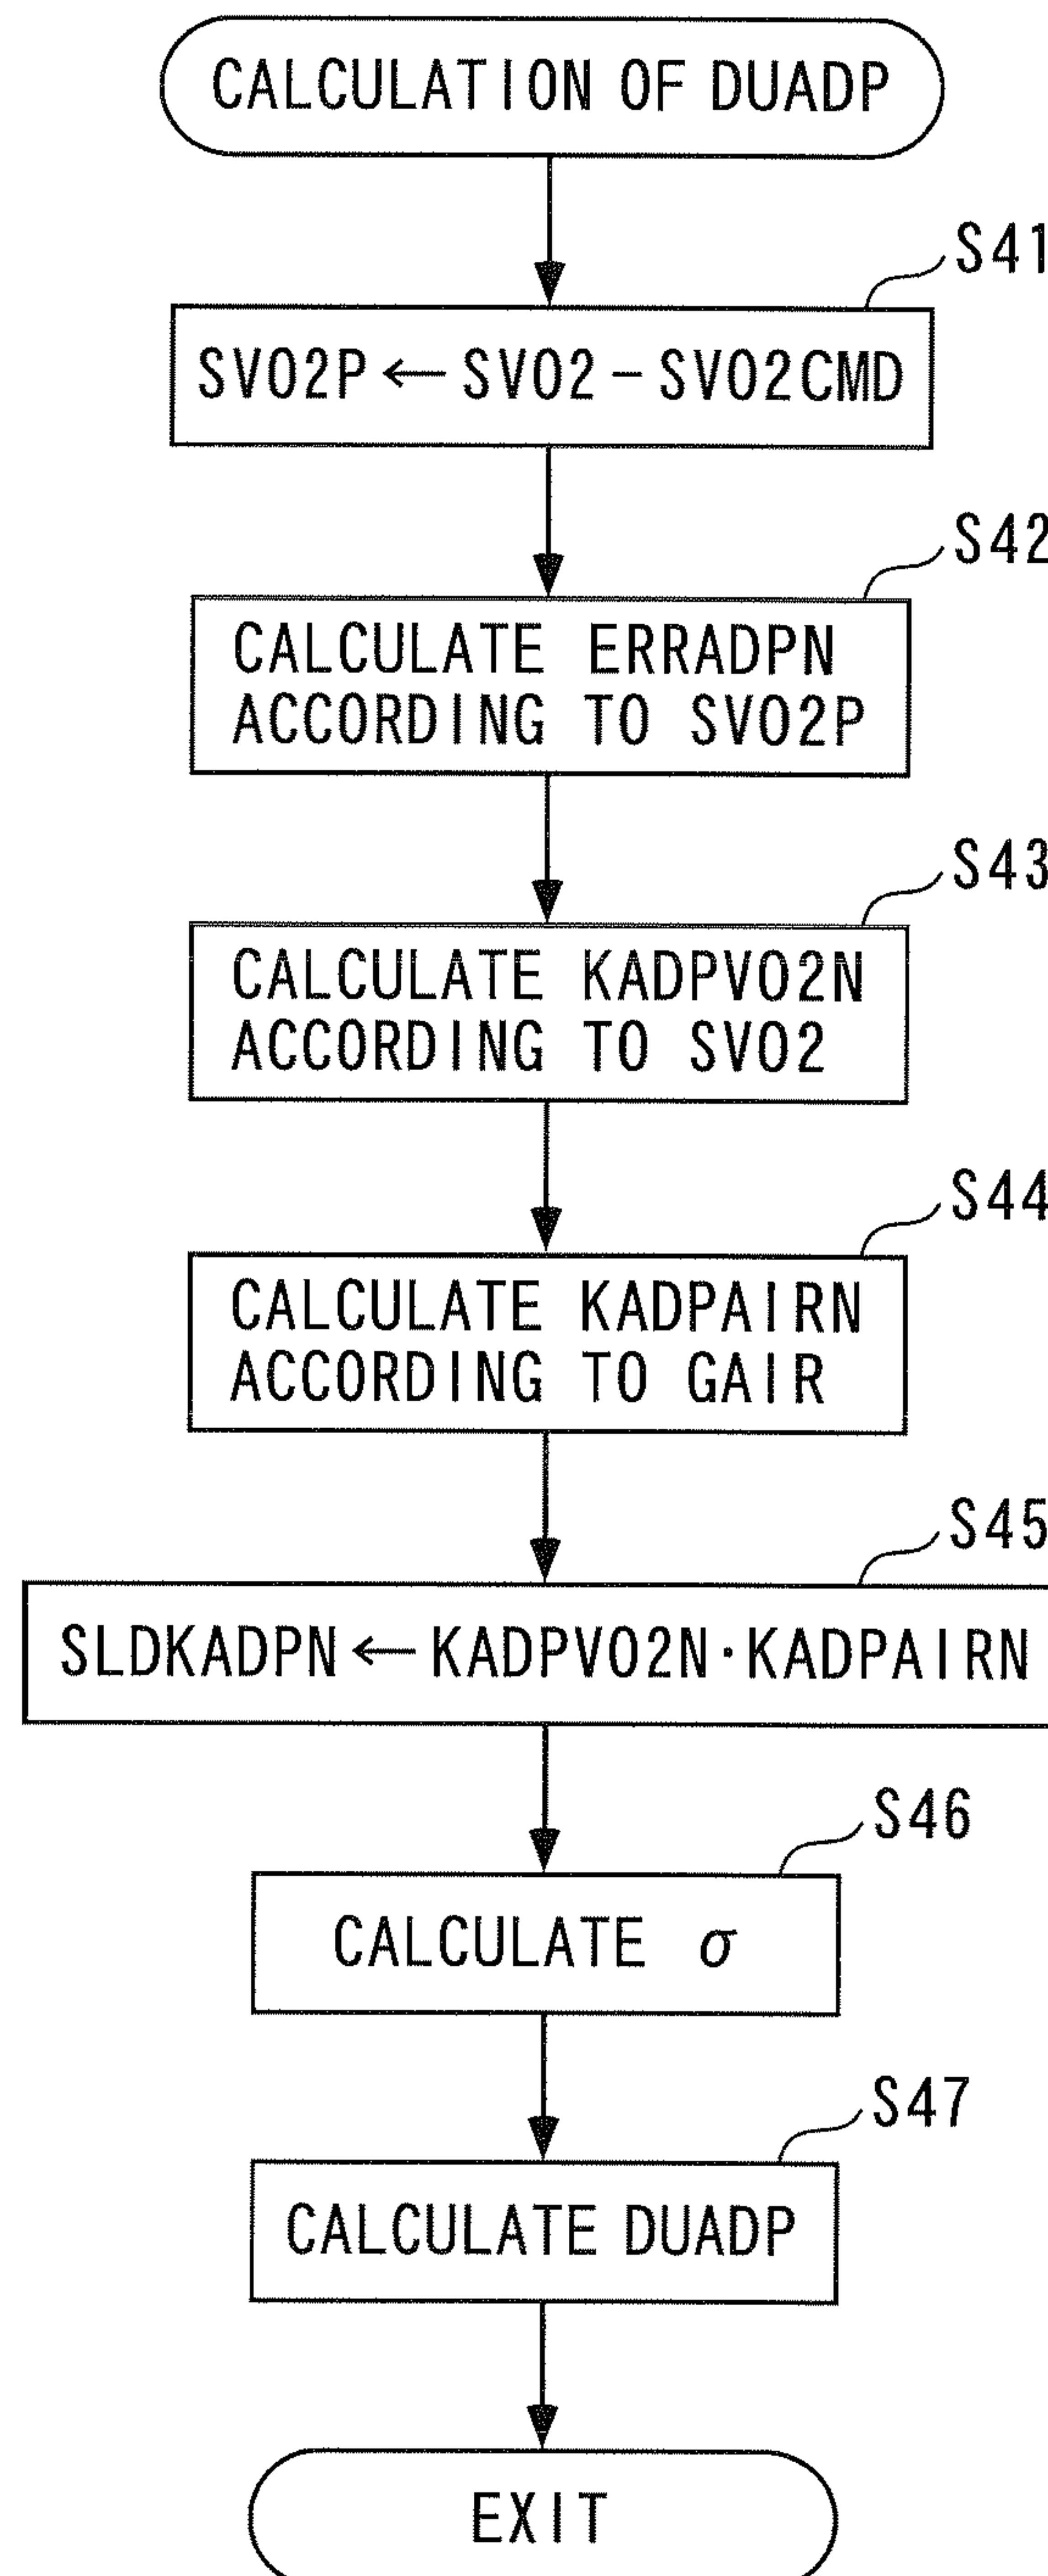 CALCULATION OF DUADP
S41
SVO2P ← SVO2 - SVO2CMD
S42
CALCULATE ERRADPN
ACCORDING TO SVO2P
S43
CALCULATE KADPVO2N
ACCORDING TO SVO2
S44
CALCULATE KADPAIRN
ACCORDING TO GAIR
S45
SLDKADPN ← KADPVO2N·KADPAIRN
S46
CALCULATE σ
S47
CALCULATE DUADP
EXIT